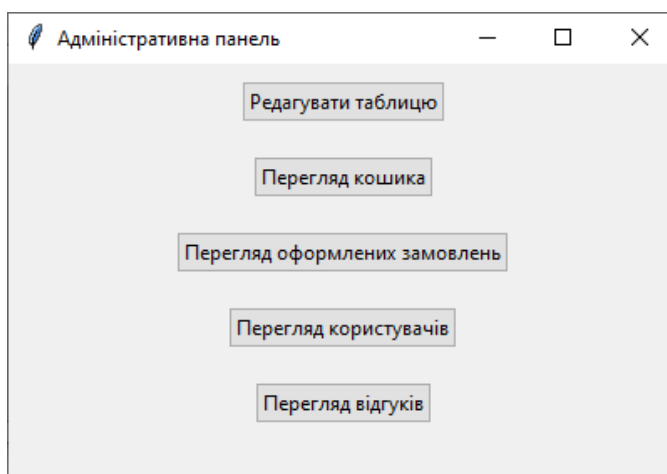 Адміністративна панель
Редагувати таблицю
Перегляд кошика
Перегляд оформлених замовлень
Перегляд користувачів
Перегляд відгуків